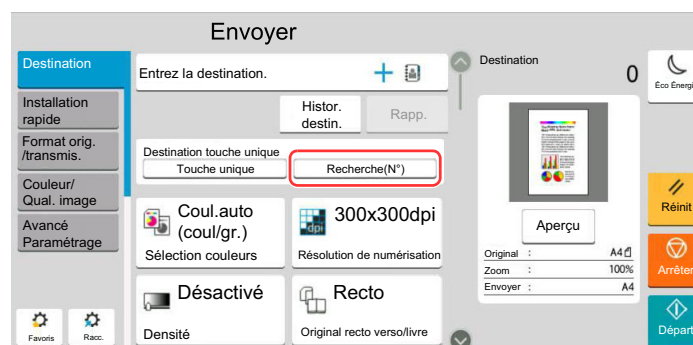 Envoyer
Destination
Installation
rapide
Format orig.
/transmis.
Couleur/
Qual. image
Avancé
Paramétrage
Favoris
Racc.
Entrez la destination.
Histor.
destin.
Rapp.
Destination touche unique
Touche unique
Recherche(N°)
Coul.auto
(coul/gr.)
Sélection couleurs
300x300dpi
dpi
Résolution de numérisation
Désactivé
Densité
Recto
Original recto verso/livre
Destination
0
Aperçu
Original : A4
Zoom : 100%
Envoyer : A4
Éco Énergi
Réinit
Arrêter
Départ